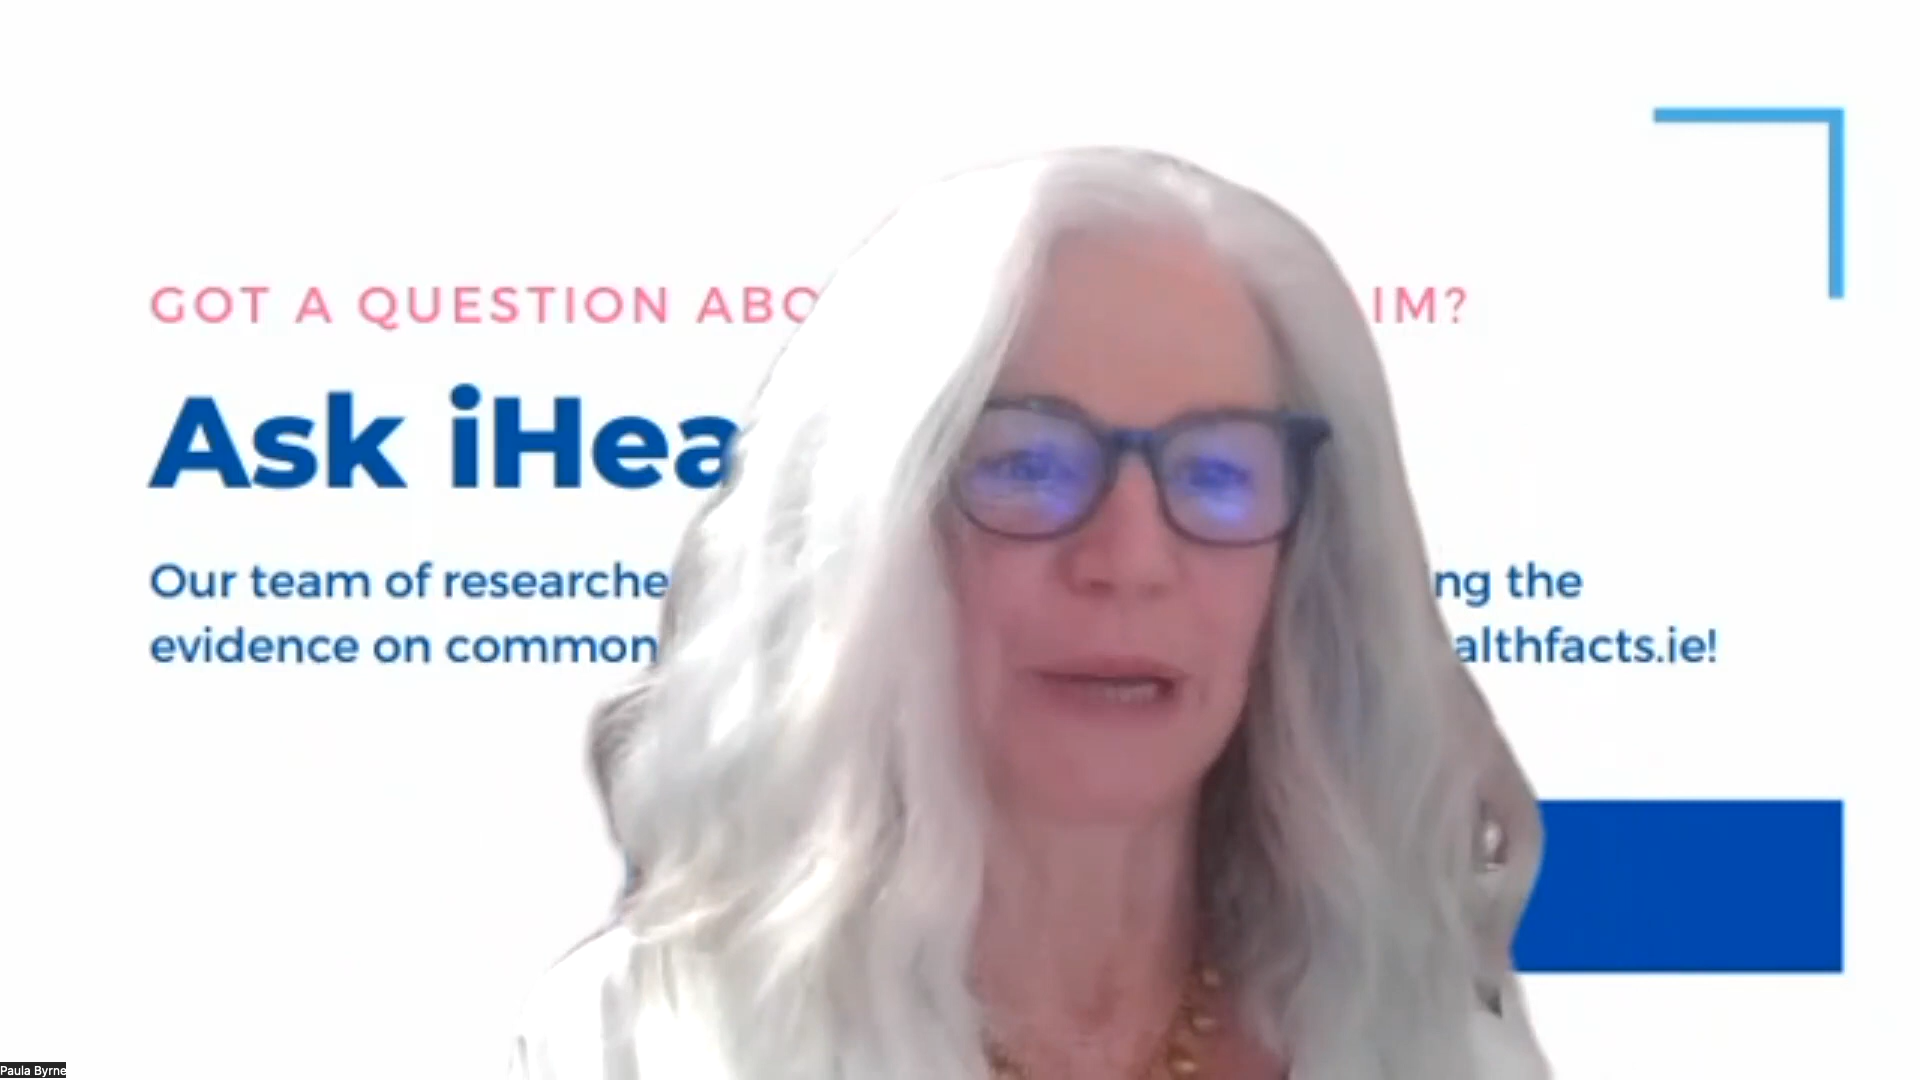 GOT A QUESTION ABO IM?
Ask iHea
Our team of researche ng the
evidence on common althfacts.ie!
Paula Byrne